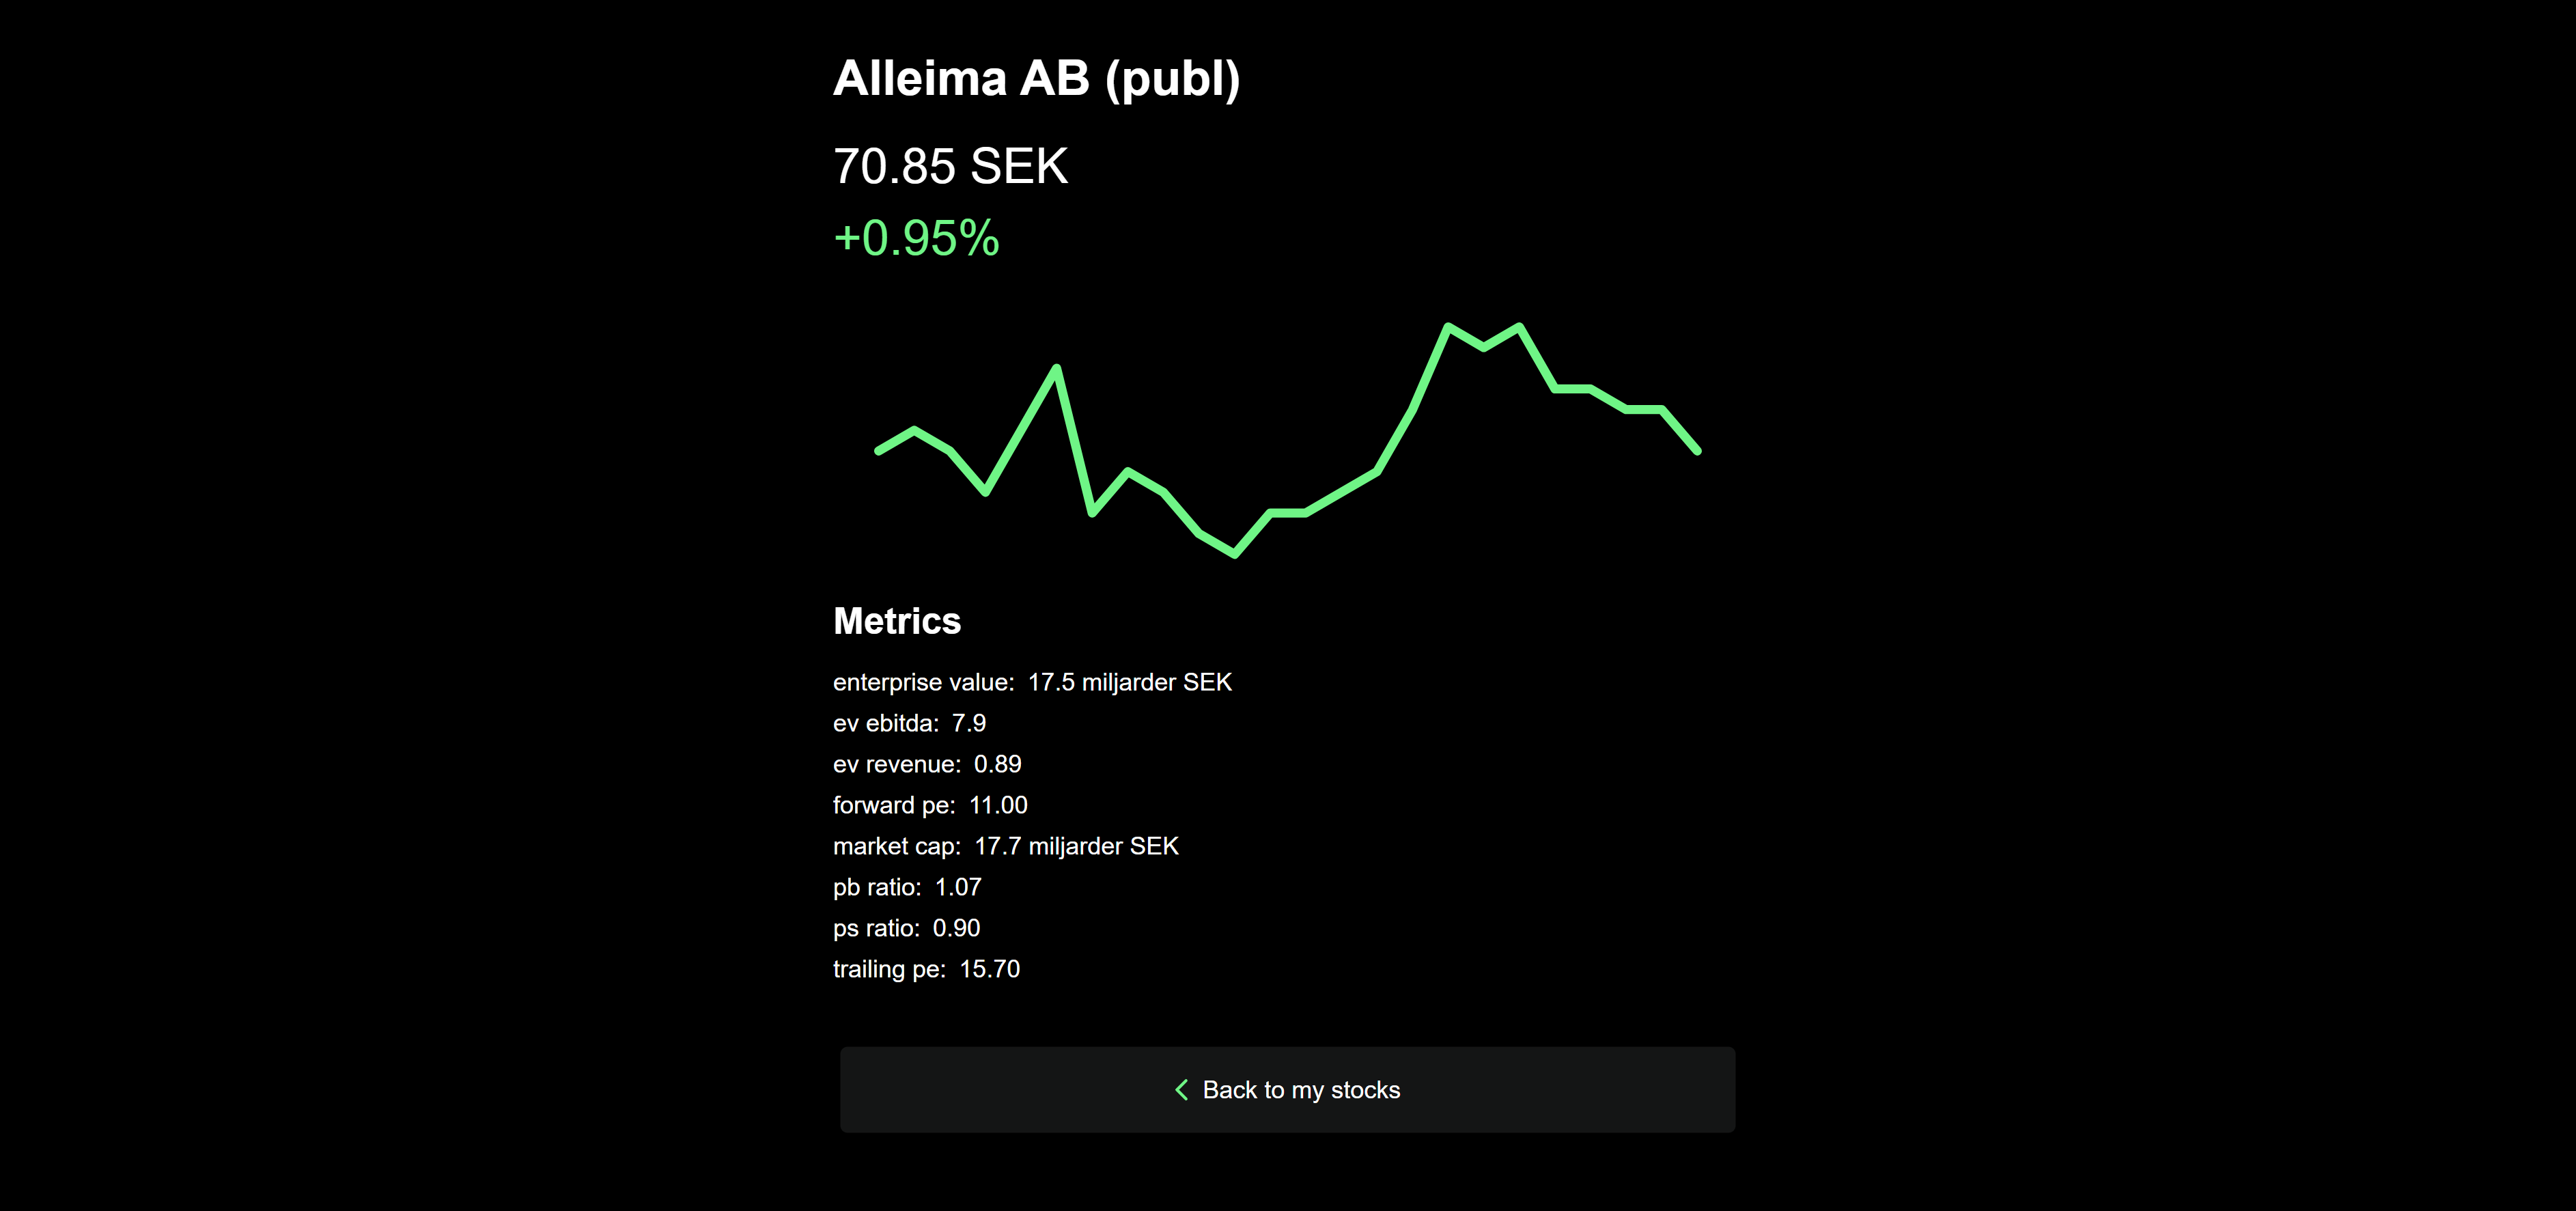 Alleima AB (publ)
70.85 SEK
+0.95%
Metrics
enterprise value: 17.5 miljarder SEK
ev ebitda: 7.9
ev revenue: 0.89
forward pe: 11.00
market cap: 17.7 miljarder SEK
pb ratio: 1.07
ps ratio: 0.90
trailing pe: 15.70
Back to my stocks